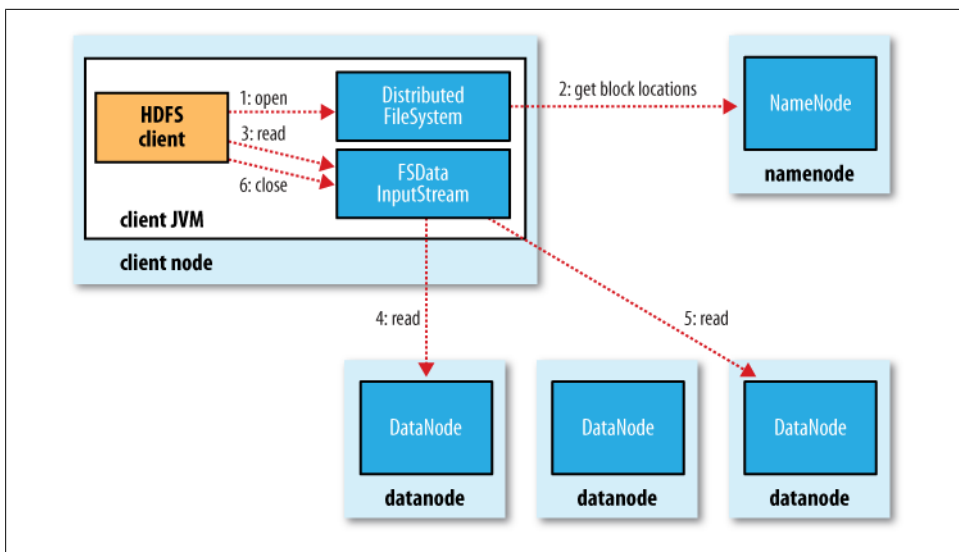 HDFS
client
1: open
3: read
6: close
Distributed
FileSystem
FSData
InputStream
client JVM
client node
2: get block locations
NameNode
namenode
4: read
5: read
DataNode
datanode
DataNode
datanode
DataNode
datanode